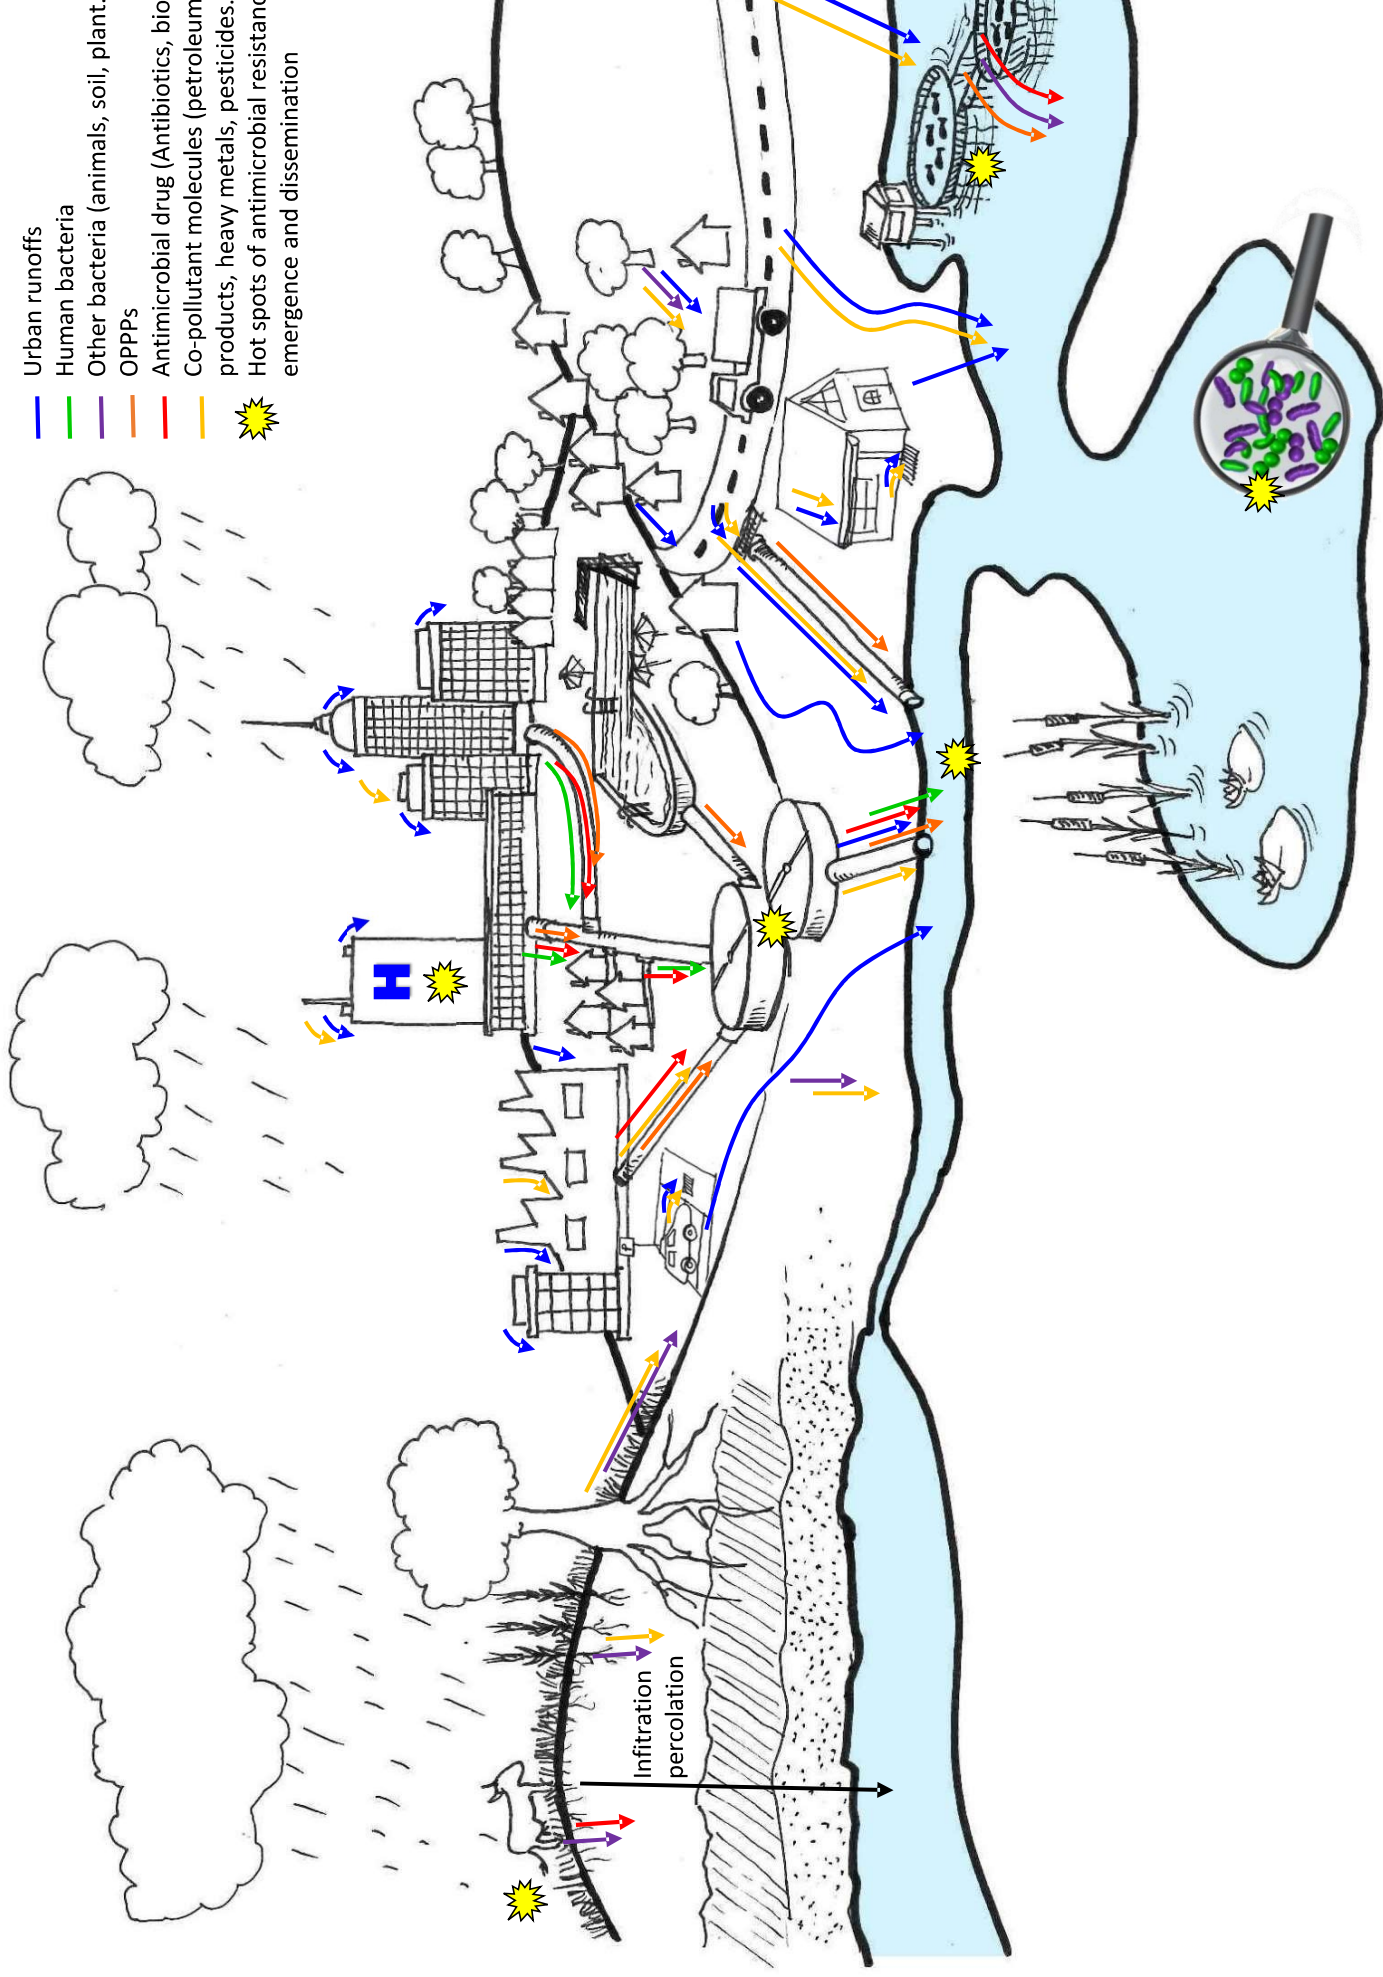 Urban runoffs
Human bacteria
Other bacteria (animals, soil, plant.
OPPPs
Antimicrobial drug (Antibiotics, bio
Co-pollutant molecules (petroleum
products, heavy metals, pesticides.
Hot spots of antimicrobial resistanc
emergence and dissemination
H
P
Infitration
percolation